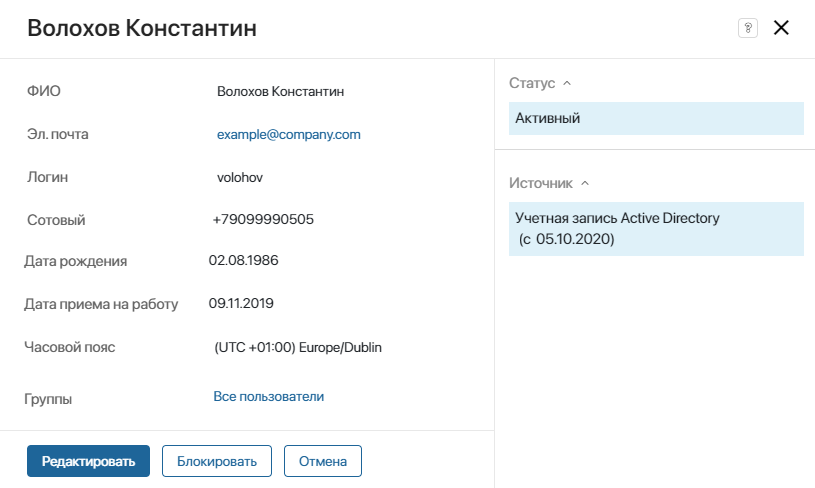 Волохов Константин
?
ФИО Волохов Константин
Эл. почта example@company.com
Логин volohov
Сотовый +79099990505
Дата рождения 02.08.1986
Дата приема на работу 09.11.2019
Часовой пояс (UTC +01:00) Europe/Dublin
Группы Все пользователи
Редактировать Блокировать Отмена
Статус
Активный
Источник
Учетная запись Active Directory
(с 05.10.2020)